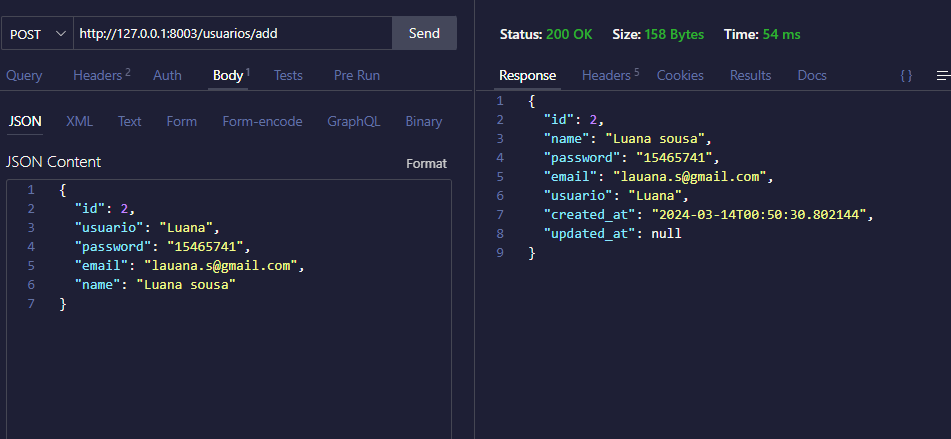 POST http://127.0.0.1:8003/usuarios/add Send
Query Headers 2 Auth Body 1 Tests Pre Run
JSON XML Text Form Form-encode GraphQL Binary
JSON Content Format
1 {
2 "id": 2,
3 "usuario": "Luana",
4 "password": "15465741",
5 "email": "lauana.s@gmail.com",
6 "name": "Luana sousa"
7 }
Status: 200 OK Size: 158 Bytes Time: 54 ms
Response Headers 5 Cookies Results Docs {}
1 {
2 "id": 2,
3 "name": "Luana sousa",
4 "password": "15465741",
5 "email": "lauana.s@gmail.com",
6 "usuario": "Luana",
7 "created_at": "2024-03-14T00:50:30.802144",
8 "updated_at": null
9 }